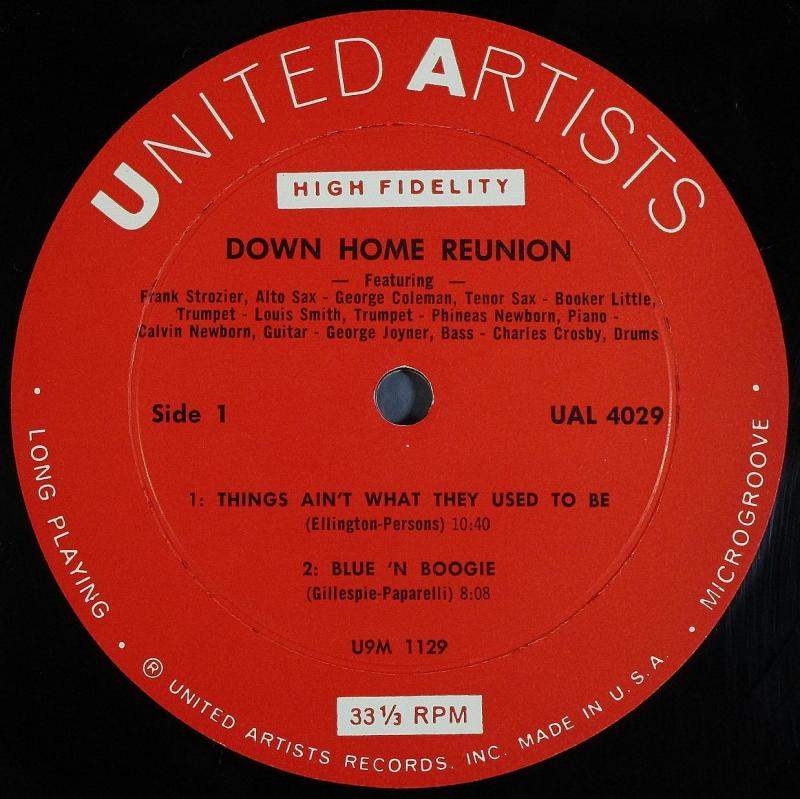 UNITED ARTISTS
HIGH FIDELITY
DOWN HOME REUNION
— Featuring —
Frank Strozier, Alto Sax - George Coleman, Tenor Sax - Booker Little,
Trumpet - Louis Smith, Trumpet - Phineas Newborn, Piano -
Calvin Newborn, Guitar - George Joyner, Bass - Charles Crosby, Drums
Side 1
UAL 4029
1: THINGS AIN'T WHAT THEY USED TO BE
(Ellington-Persons) 10:40
2: BLUE 'N BOOGIE
(Gillespie-Paparelli) 8:08
U9M 1129
33 1/3 RPM
• LONG PLAYING •
® UNITED ARTISTS RECORDS. INC. MADE IN U.S.A.
• MICROGROOVE •